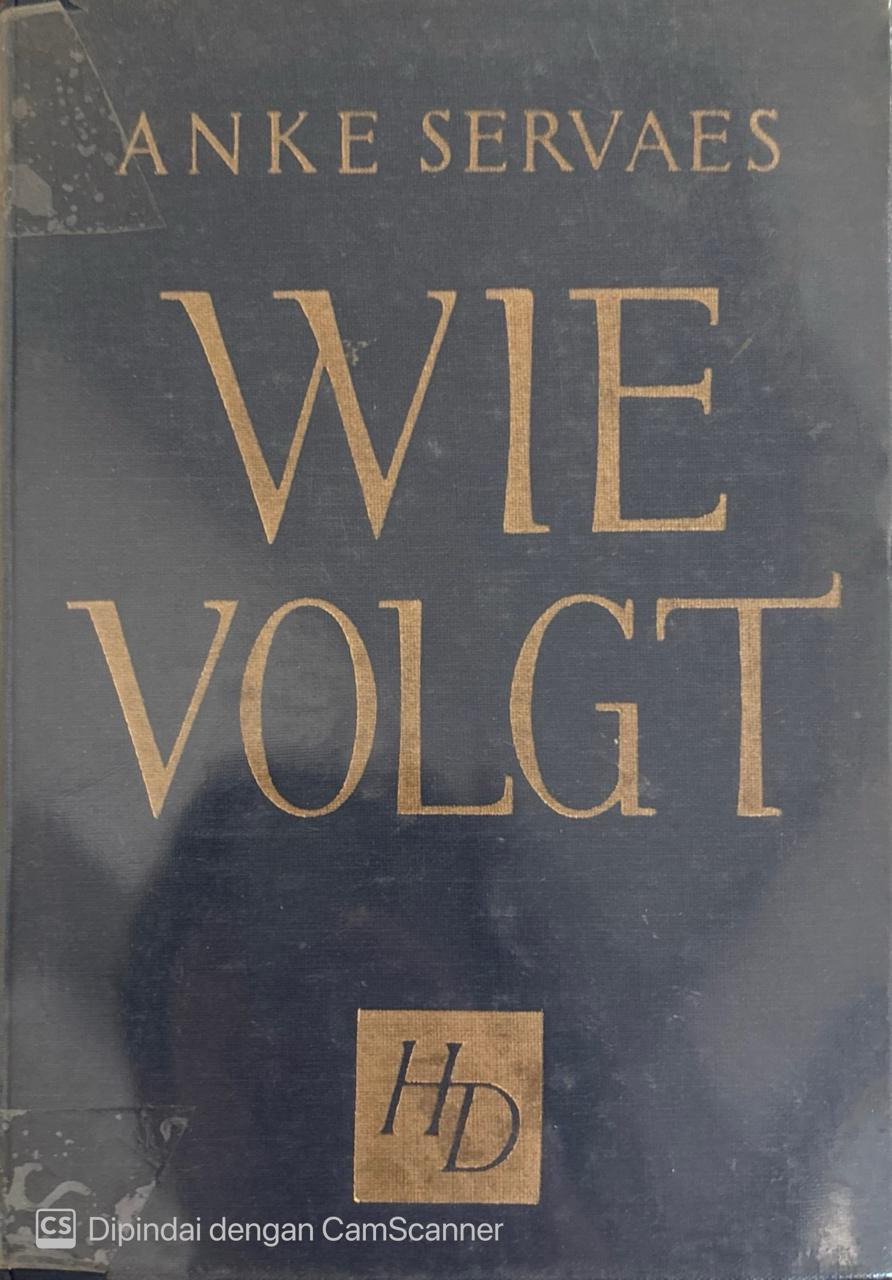 ANKE SERVAES
WIE
VOLGT
HD
CS Dipindai dengan CamScanner